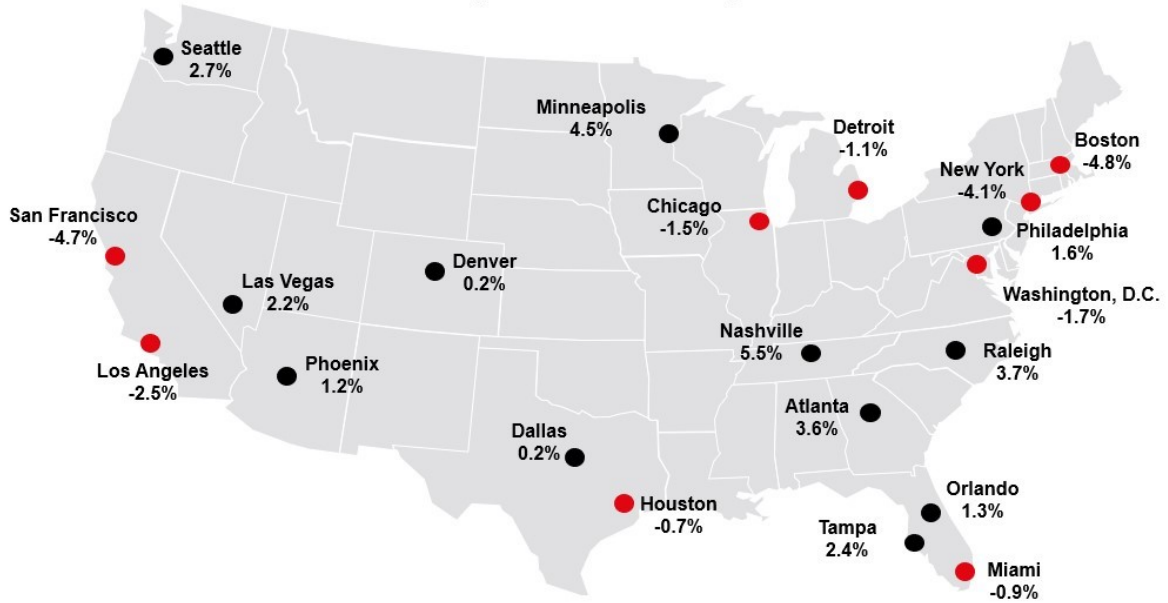 Seattle
2.7%
Minneapolis
4.5%
Detroit
-1.1%
Boston
-4.8%
New York
-4.1%
San Francisco
-4.7%
Chicago
-1.5%
Philadelphia
1.6%
Denver
0.2%
Las Vegas
2.2%
Washington, D.C.
-1.7%
Nashville
5.5%
Raleigh
3.7%
Los Angeles
-2.5%
Phoenix
1.2%
Atlanta
3.6%
Dallas
0.2%
Orlando
1.3%
Houston
-0.7%
Tampa
2.4%
Miami
-0.9%